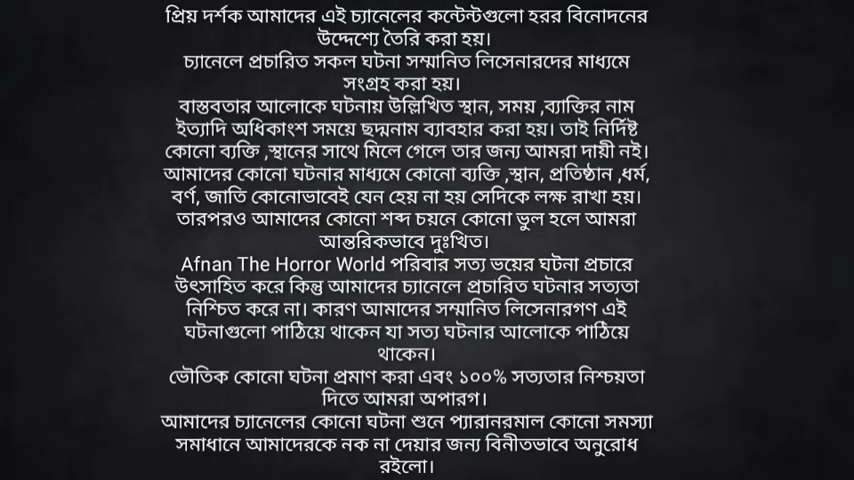 প্রিয় দর্শক আমাদের এই চ্যানেলের কন্টেন্টগুলো হরর বিনোদনের
উদ্দেশ্যে তৈরি করা হয়।
চ্যানেলে প্রচারিত সকল ঘটনা সম্মানিত লিসেনারদের মাধ্যমে
সংগ্রহ করা হয়।
বাস্তবতার আলোকে ঘটনায় উল্লিখিত স্থান, সময় ,ব্যাক্তির নাম
ইত্যাদি অধিকাংশ সময়ে ছদ্মনাম ব্যাবহার করা হয়। তাই নির্দিষ্ট
কোনো ব্যক্তি ,স্থানের সাথে মিলে গেলে তার জন্য আমরা দায়ী নই।
আমাদের কোনো ঘটনার মাধ্যমে কোনো ব্যক্তি ,স্থান, প্রতিষ্ঠান ,ধর্ম,
বর্ণ, জাতি কোনোভাবেই যেন হেয় না হয় সেদিকে লক্ষ রাখা হয়।
তারপরও আমাদের কোনো শব্দ চয়নে কোনো ভুল হলে আমরা
আন্তরিকভাবে দুঃখিত।
Afnan The Horror World পরিবার সত্য ভয়ের ঘটনা প্রচারে
উৎসাহিত করে কিন্তু আমাদের চ্যানেলে প্রচারিত ঘটনার সত্যতা
নিশ্চিত করে না। কারণ আমাদের সম্মানিত লিসেনারগণ এই
ঘটনাগুলো পাঠিয়ে থাকেন যা সত্য ঘটনার আলোকে পাঠিয়ে
থাকেন।
ভৌতিক কোনো ঘটনা প্রমাণ করা এবং ১০০% সত্যতার নিশ্চয়তা
দিতে আমরা অপারগ।
আমাদের চ্যানেলের কোনো ঘটনা শুনে প্যারানরমাল কোনো সমস্যা
সমাধানে আমাদেরকে নক না দেয়ার জন্য বিনীতভাবে অনুরোধ
রইলো।